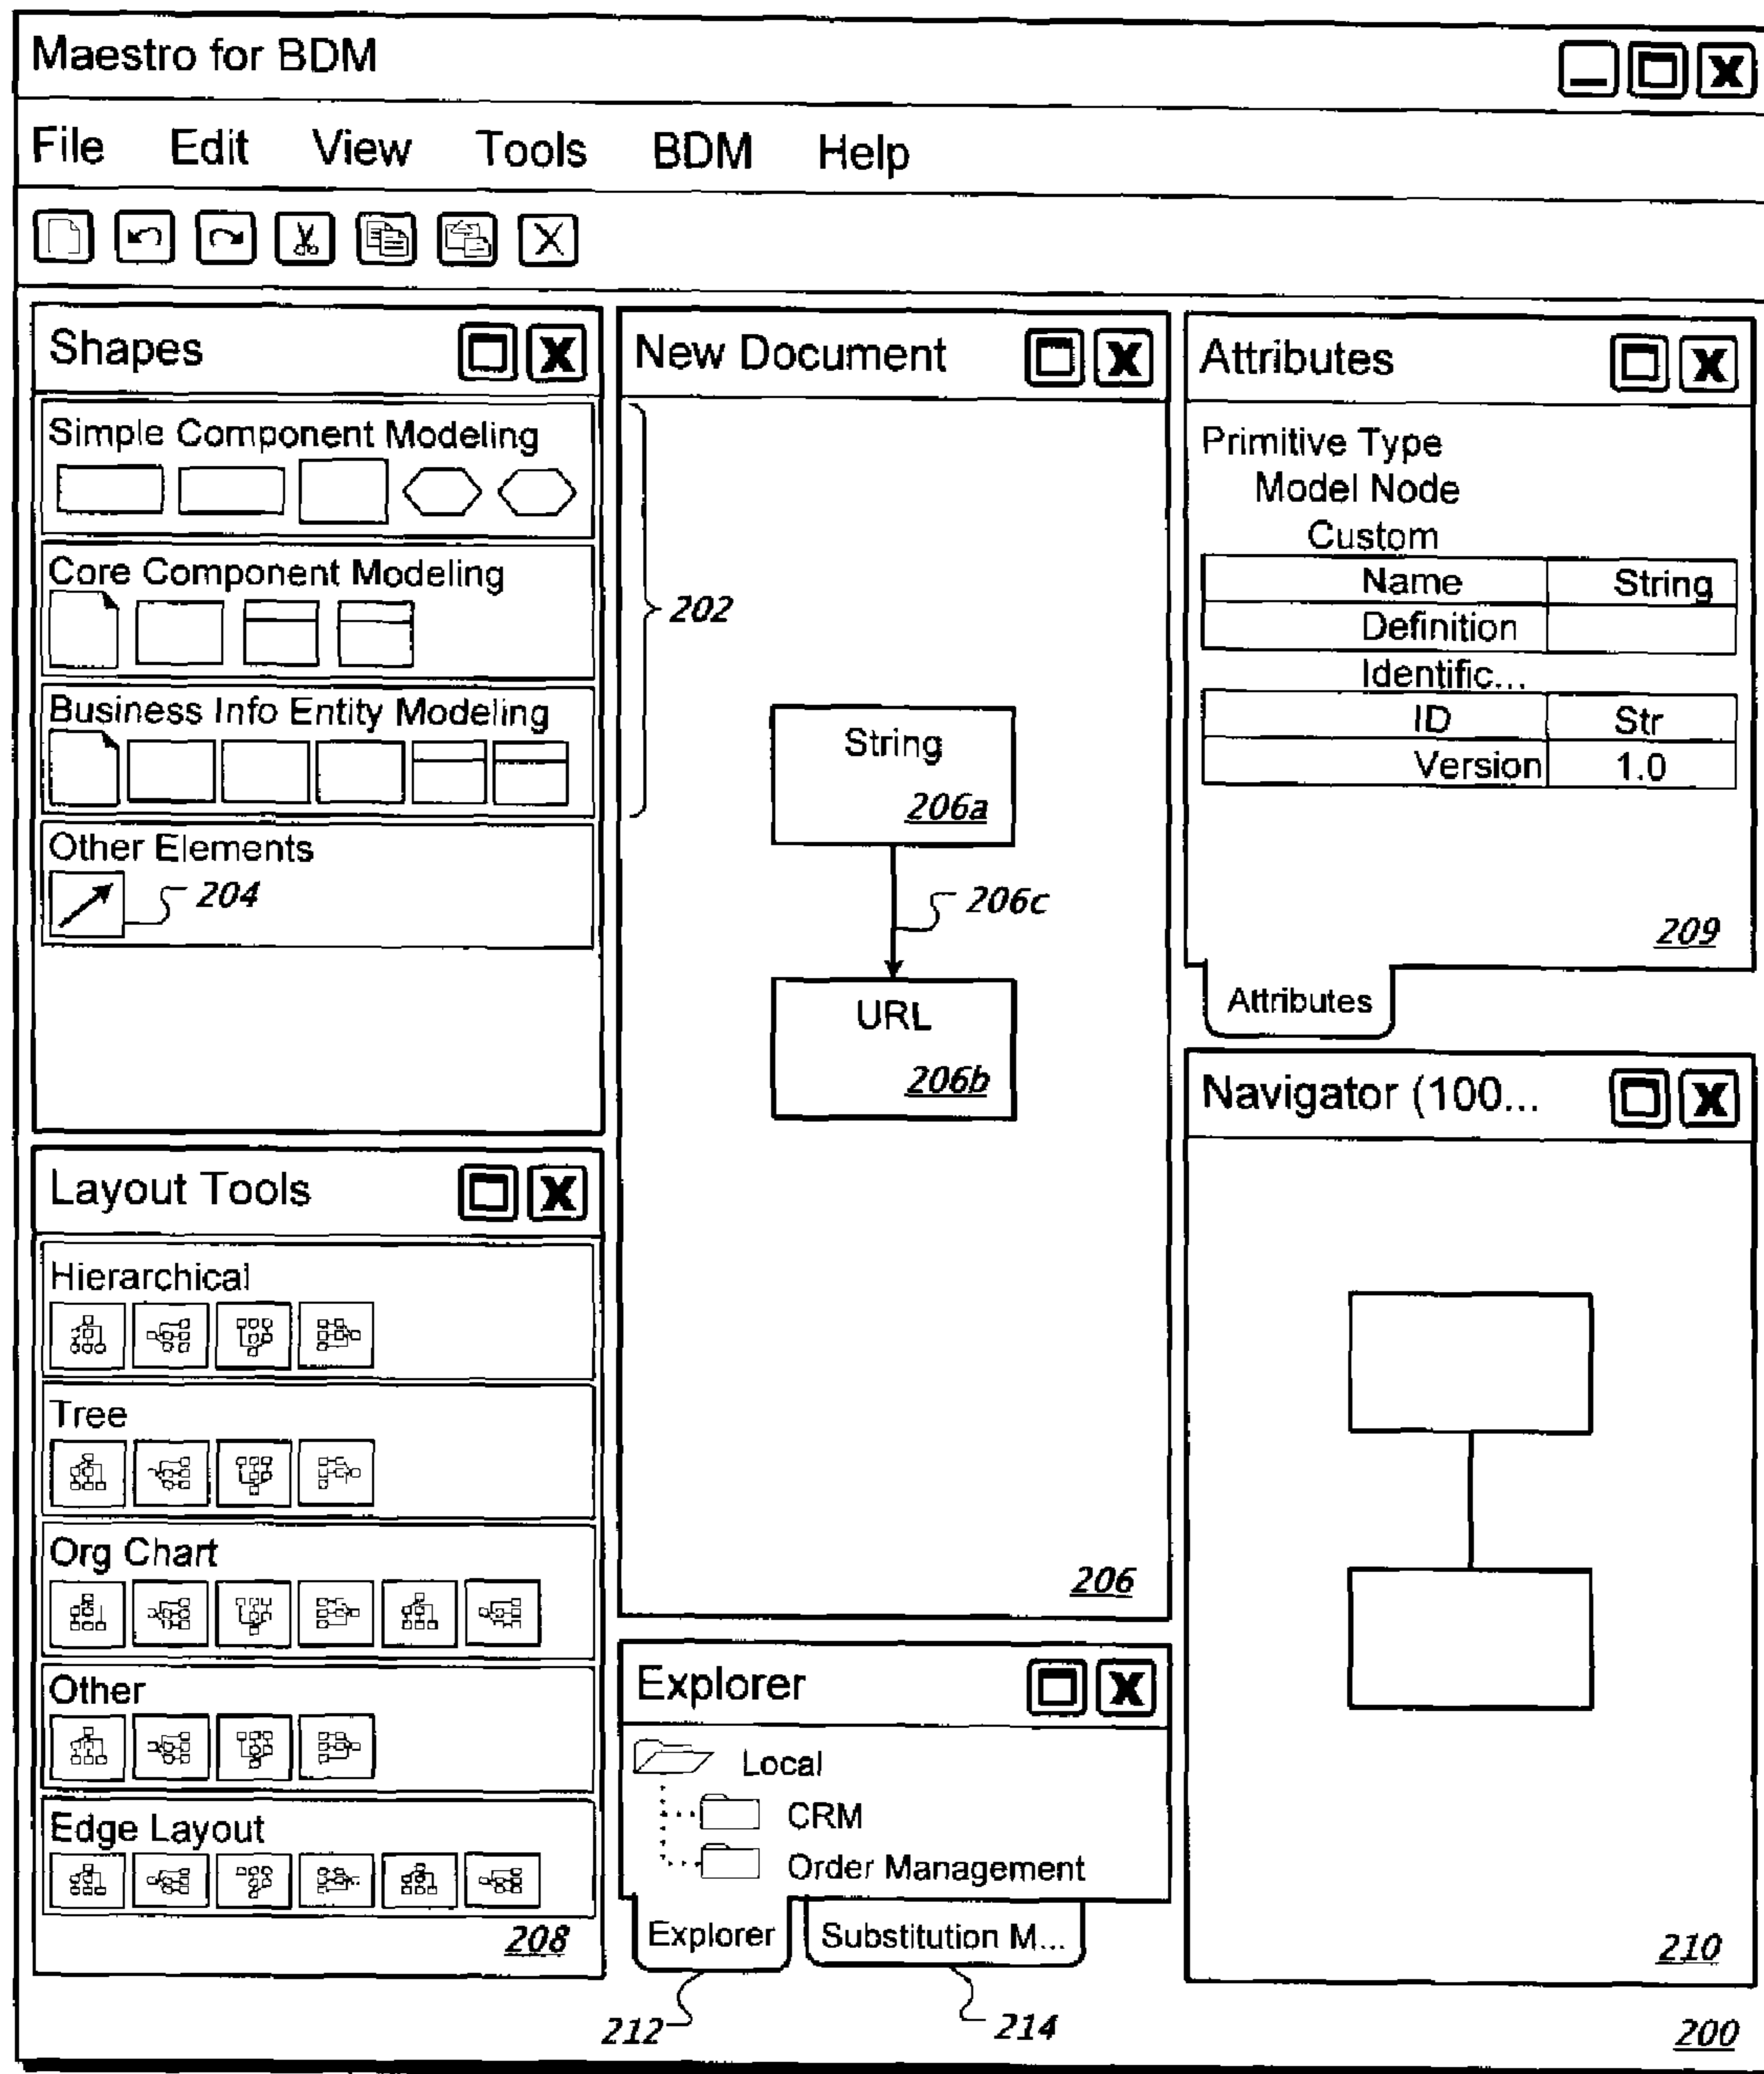 Maestro for BDM
File Edit View Tools BDM Help
Shapes
Simple Component Modeling
Core Component Modeling
Business Info Entity Modeling
Other Elements
204
Layout Tools
Hierarchical
Tree
Org Chart
Other
Edge Layout
208
New Document
202
String
206a
206c
URL
206b
206
Explorer
Local
CRM
Order Management
Explorer
Substitution M...
212
214
Attributes
Primitive Type
Model Node
Custom
Name String
Definition
Identific...
ID Str
Version 1.0
209
Attributes
Navigator (100...
210
200